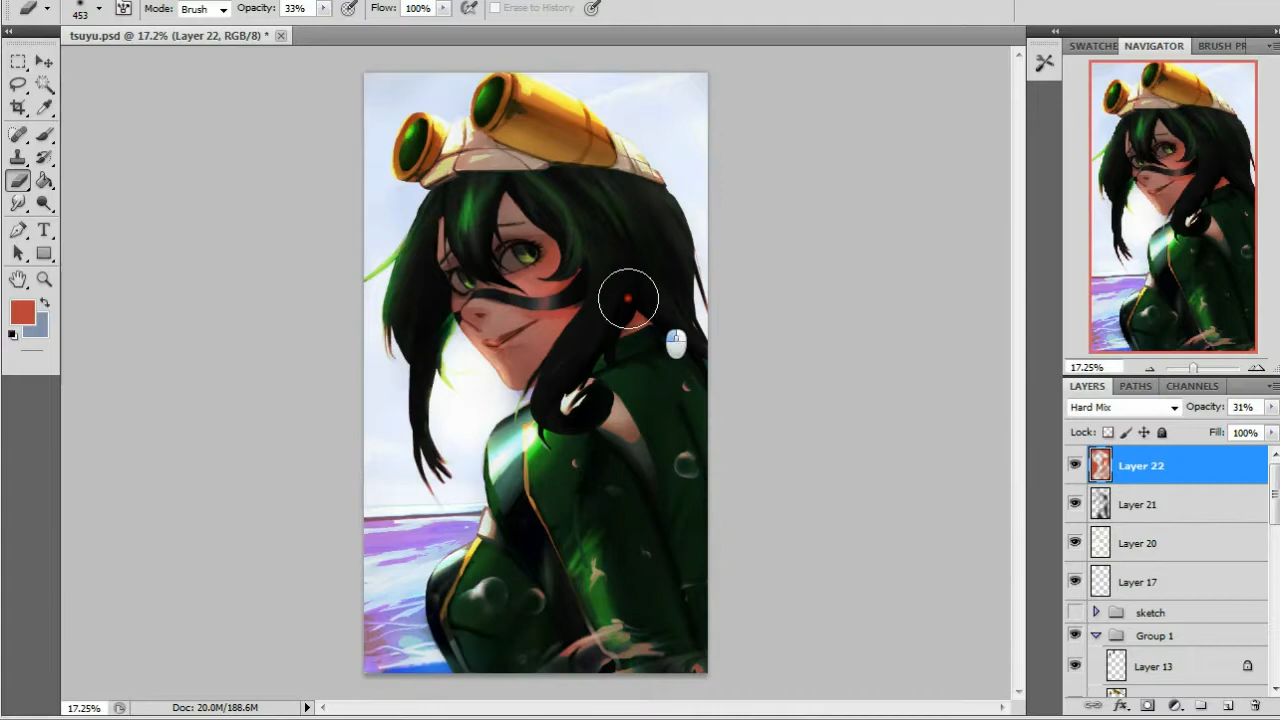 453 Mode: Brush Opacity: 33% Flow: 100% Erase to History
tsuyu.psd @ 17.2% (Layer 22, RGB/8) *
SWATCHE NAVIGATOR BRUSH PR
17.25%
LAYERS PATHS CHANNELS
Hard Mix Opacity: 31%
Lock: Fill: 100%
Layer 22
Layer 21
Layer 20
Layer 17
sketch
Group 1
Layer 13
17.25% Doc: 20.0M/188.6M